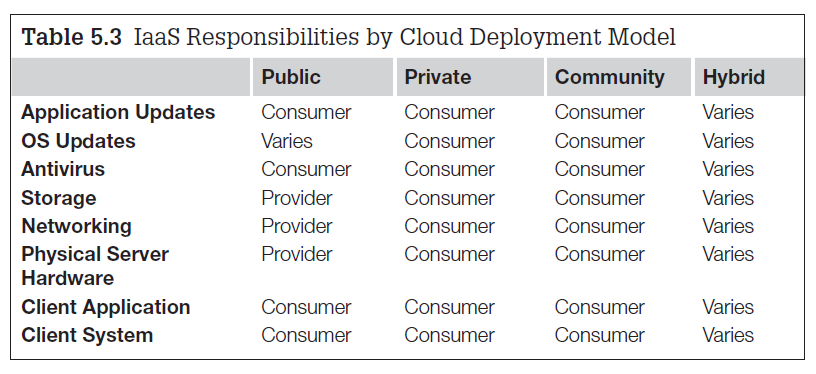 Table 5.3 IaaS Responsibilities by Cloud Deployment Model
Public Private Community Hybrid
Application Updates Consumer Consumer Consumer Varies
OS Updates Varies Consumer Consumer Varies
Antivirus Consumer Consumer Consumer Varies
Storage Provider Consumer Consumer Varies
Networking Provider Consumer Consumer Varies
Physical Server Provider Consumer Consumer Varies
Hardware
Client Application Consumer Consumer Consumer Varies
Client System Consumer Consumer Consumer Varies